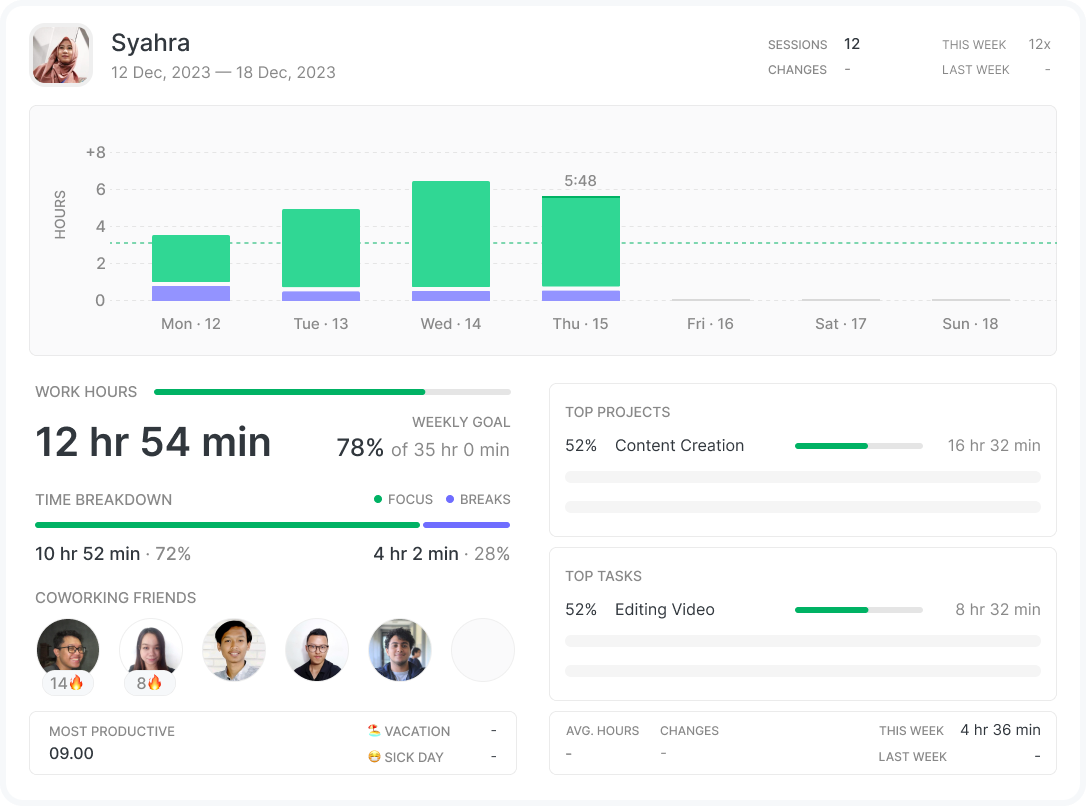 Syahra
12 Dec, 2023 — 18 Dec, 2023
SESSIONS 12
CHANGES -
THIS WEEK 12x
LAST WEEK -
HOURS
+8
6
4
2
0
5:48
Mon · 12 Tue · 13 Wed · 14 Thu · 15 Fri · 16 Sat · 17 Sun · 18
WORK HOURS
12 hr 54 min
WEEKLY GOAL
78% of 35 hr 0 min
TIME BREAKDOWN
FOCUS BREAKS
10 hr 52 min · 72%
4 hr 2 min · 28%
COWORKING FRIENDS
14🔥 8🔥
MOST PRODUCTIVE
09.00
🏖️ VACATION -
😷 SICK DAY -
TOP PROJECTS
52% Content Creation 16 hr 32 min
TOP TASKS
52% Editing Video 8 hr 32 min
AVG. HOURS CHANGES
- -
THIS WEEK 4 hr 36 min
LAST WEEK -